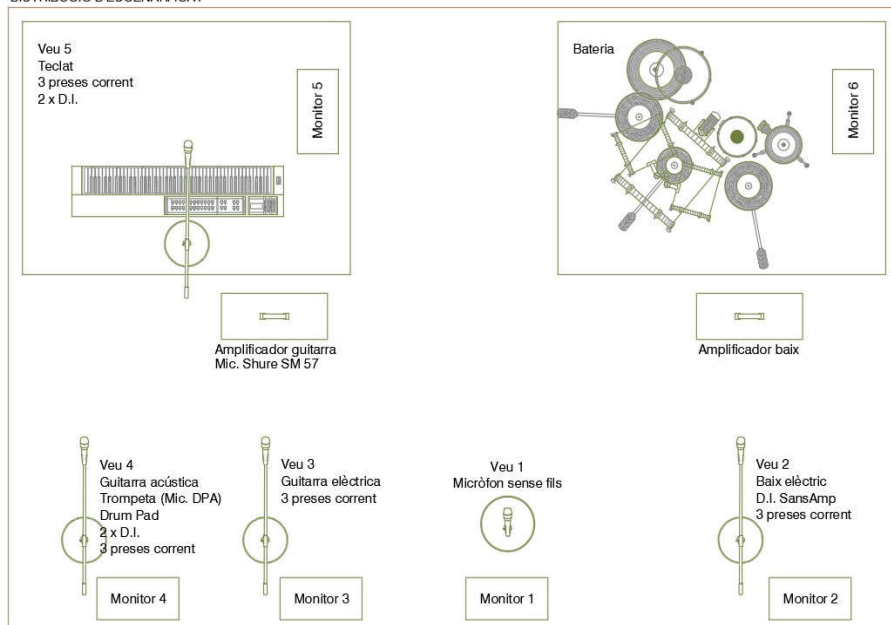 Veu 5
Teclat
3 preses corrent
2 x D.I.
Monitor 5
Bateria
Monitor 6
Amplificador guitarra
Mic. Shure SM 57
Amplificador baix
Veu 4
Guitarra acústica
Trompeta (Mic. DPA)
Drum Pad
2 x D.I.
3 preses corrent
Veu 3
Guitarra elèctrica
3 preses corrent
Veu 1
Micròfon sense fils
Veu 2
Baix elèctric
D.I. SansAmp
3 preses corrent
Monitor 4
Monitor 3
Monitor 1
Monitor 2